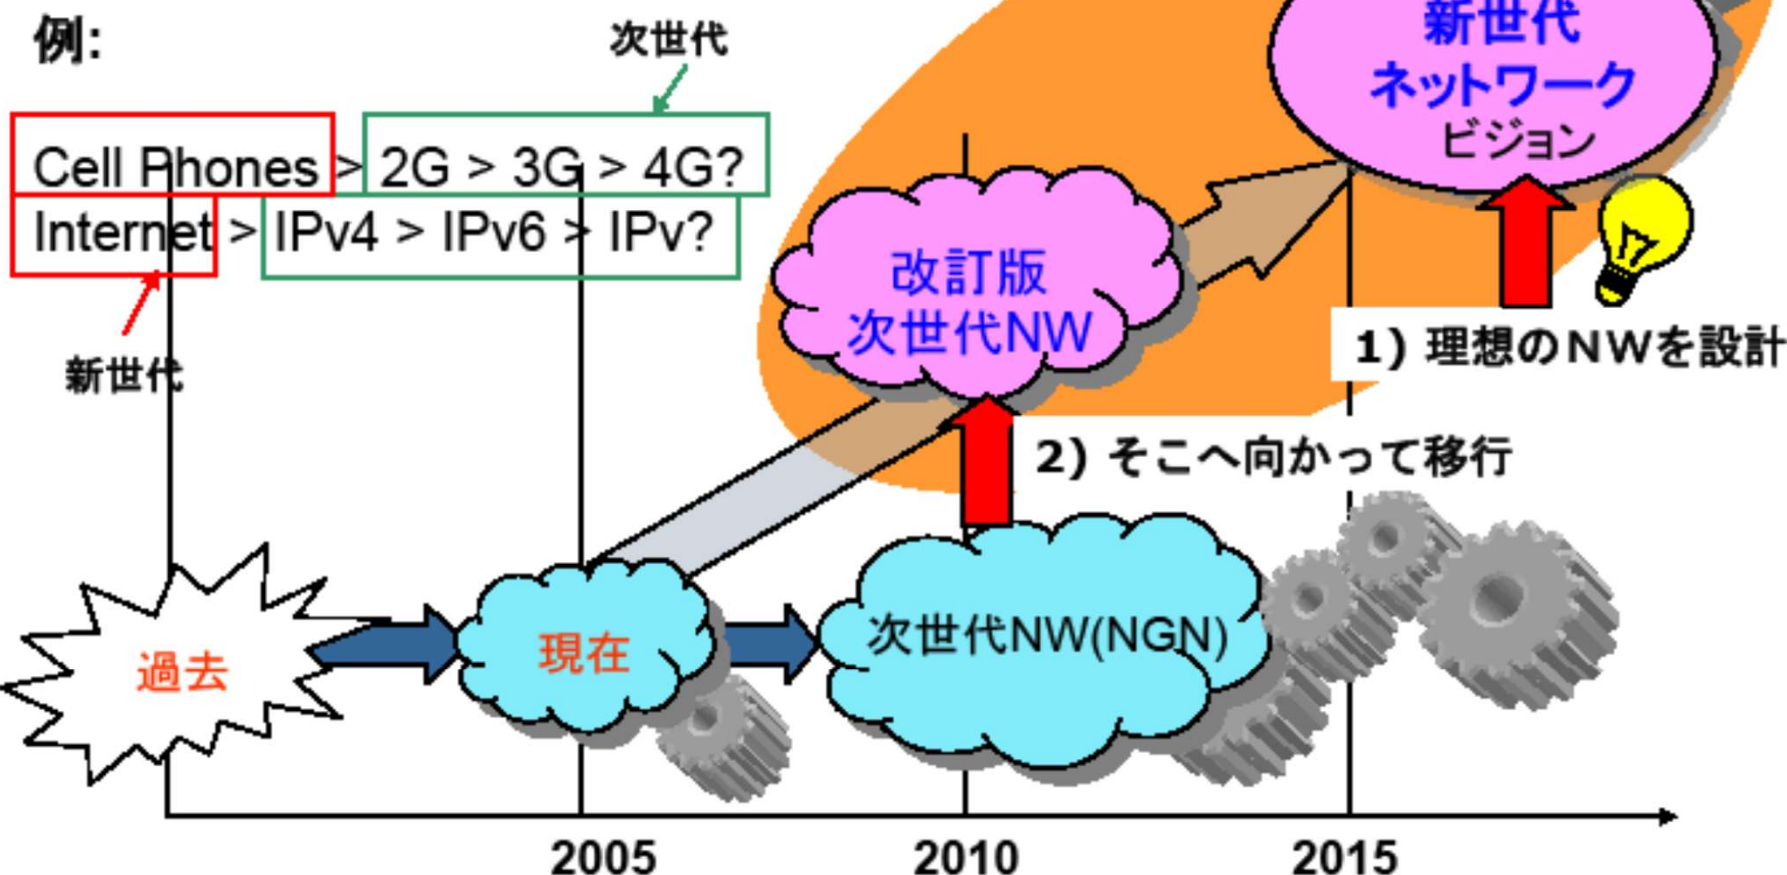 例:
次世代
Cell Phones > 2G > 3G > 4G?
Internet > IPv4 > IPv6 > IPv?
新世代
新世代
ネットワーク
ビジョン
改訂版
次世代NW
1) 理想のNWを設計
2) そこへ向かって移行
過去
現在
次世代NW(NGN)
2005
2010
2015